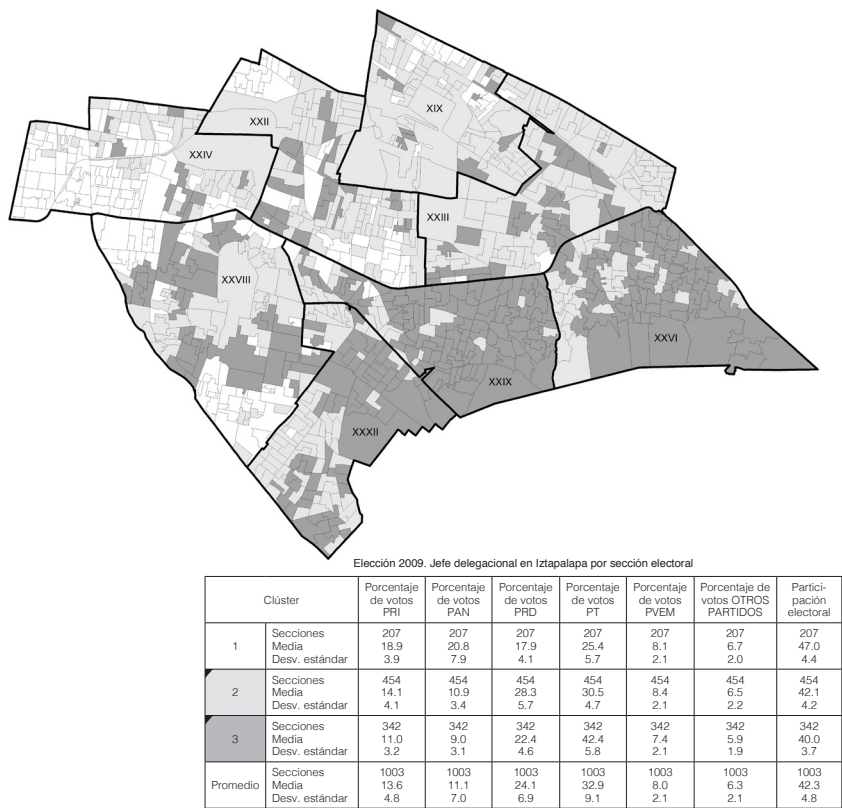 XIX
XXII
XXIV
XXIII
XXVIII
XXVI
XXIX
XXXII
Elección 2009. Jefe delegacional en Iztapalapa por sección electoral
Clúster Porcentaje de votos PRI Porcentaje de votos PAN Porcentaje de votos PRD Porcentaje de votos PT Porcentaje de votos PVEM Porcentaje de votos OTROS PARTIDOS Partici-pación electoral
1
Secciones 207 207 207 207 207 207 207
Media 18.9 20.8 17.9 25.4 8.1 6.7 47.0
Desv. estándar 3.9 7.9 4.1 5.7 2.1 2.0 4.4
2
Secciones 454 454 454 454 454 454 454
Media 14.1 10.9 28.3 30.5 8.4 6.5 42.1
Desv. estándar 4.1 3.4 5.7 4.7 2.1 2.2 4.2
3
Secciones 342 342 342 342 342 342 342
Media 11.0 9.0 22.4 42.4 7.4 5.9 40.0
Desv. estándar 3.2 3.1 4.6 5.8 2.1 1.9 3.7
Promedio
Secciones 1003 1003 1003 1003 1003 1003 1003
Media 13.6 11.1 24.1 32.9 8.0 6.3 42.3
Desv. estándar 4.8 7.0 6.9 9.1 2.1 2.1 4.8